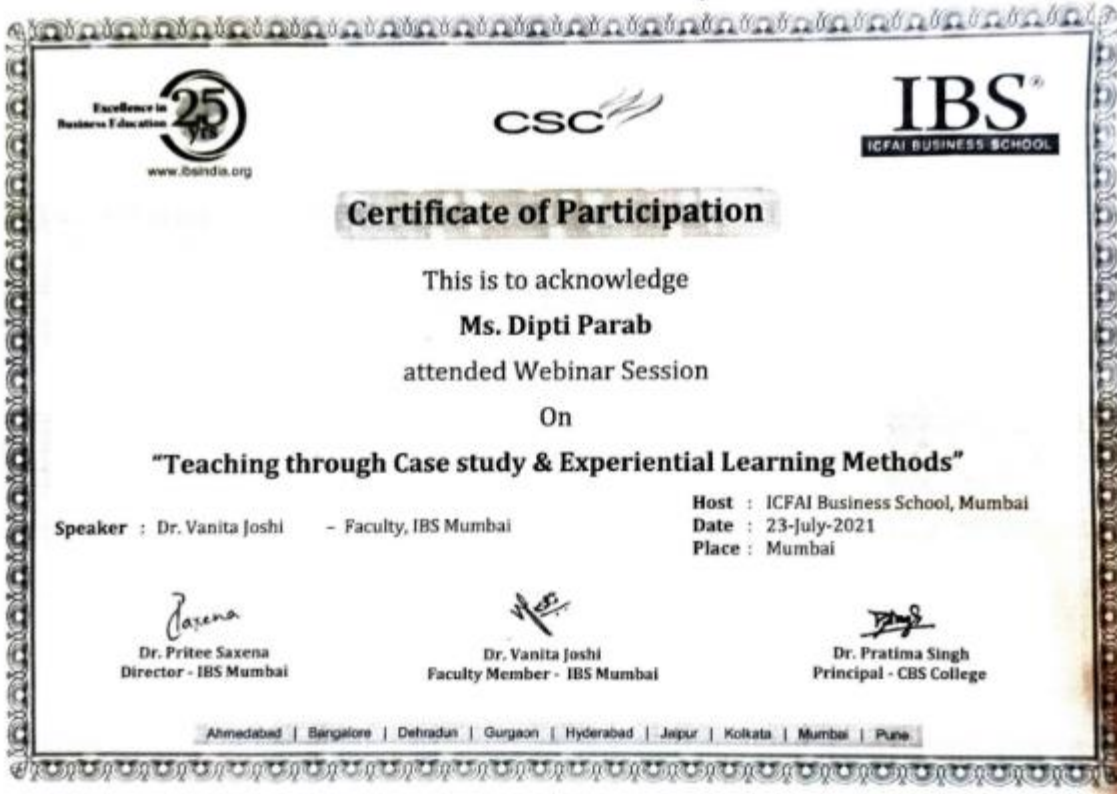 Excellence in
Business Education
25
yrs
www.ibsindia.org
CSC
IBS®
ICFAI BUSINESS SCHOOL
Certificate of Participation
This is to acknowledge
Ms. Dipti Parab
attended Webinar Session
On
"Teaching through Case study & Experiential Learning Methods"
Speaker : Dr. Vanita Joshi – Faculty, IBS Mumbai
Host : ICFAI Business School, Mumbai
Date : 23-July-2021
Place : Mumbai
Saxena
Dr. Pritee Saxena
Director - IBS Mumbai
Dr. Vanita Joshi
Faculty Member - IBS Mumbai
Dr. Pratima Singh
Principal - CBS College
Ahmedabad | Bangalore | Dehradun | Gurgaon | Hyderabad | Jaipur | Kolkata | Mumbai | Pune